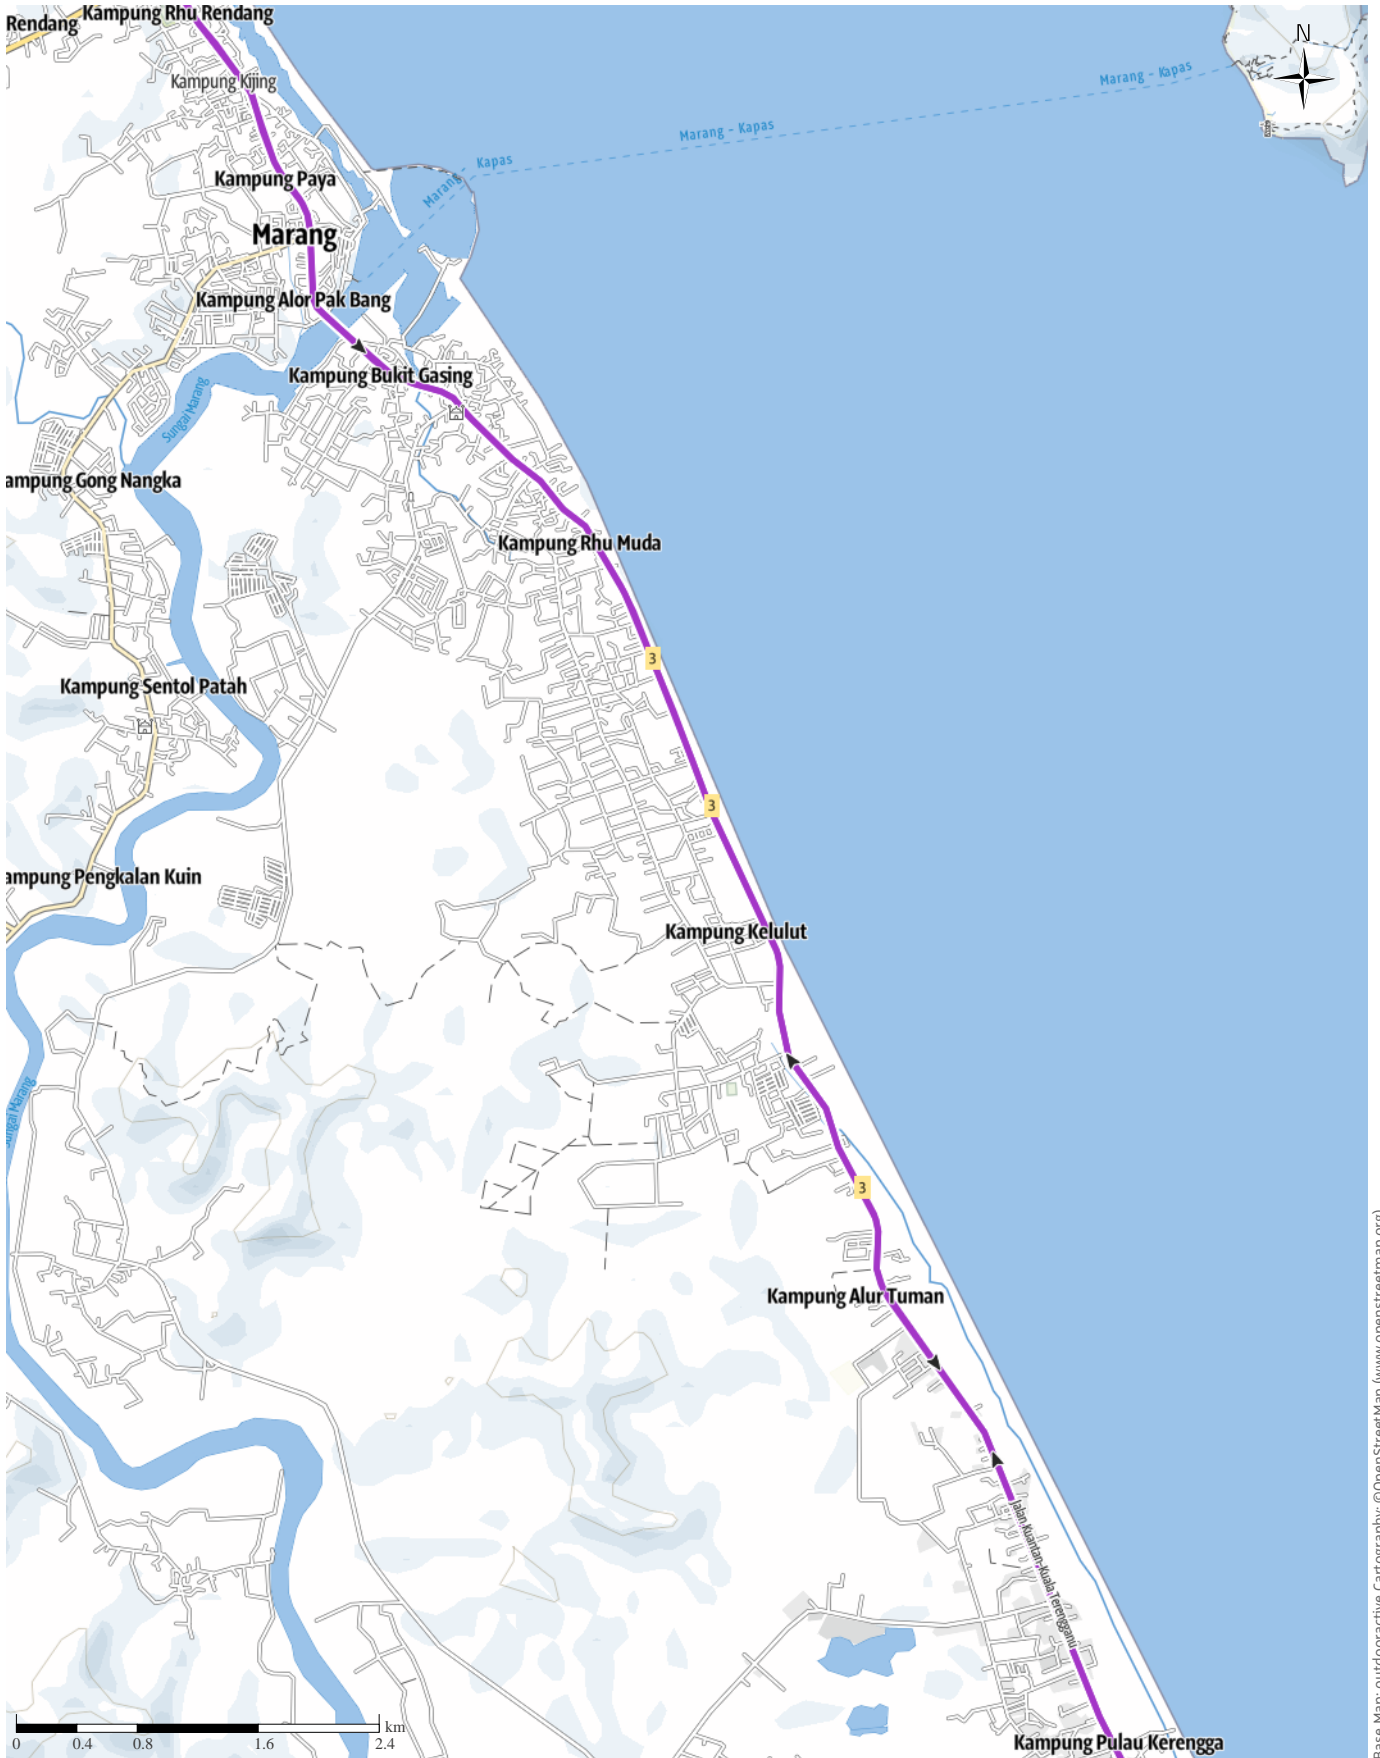 Kampung Rhu Rendang
Rendang
N
Kampung Kijing
Marang - Kapas
Marang - Kapas
Kapas
Marang
Kampung Paya
Marang
Kampung Alor Pak Bang
Kampung Bukit Gasing
Sungai Marang
ampung Gong Nangka
Kampung Rhu Muda
3
Kampung Sentol Patah
3
ampung Pengkalan Kuin
Kampung Kelulut
Sungai Marang
3
Kampung Alur Tuman
Jalan Kuantan-Kuala Terengganu
Kampung Pulau Kerengga
km
0 0.4 0.8 1.6 2.4
Base Map: outdooractive Cartography; ©OpenStreetMap (www.openstreetmap.org)